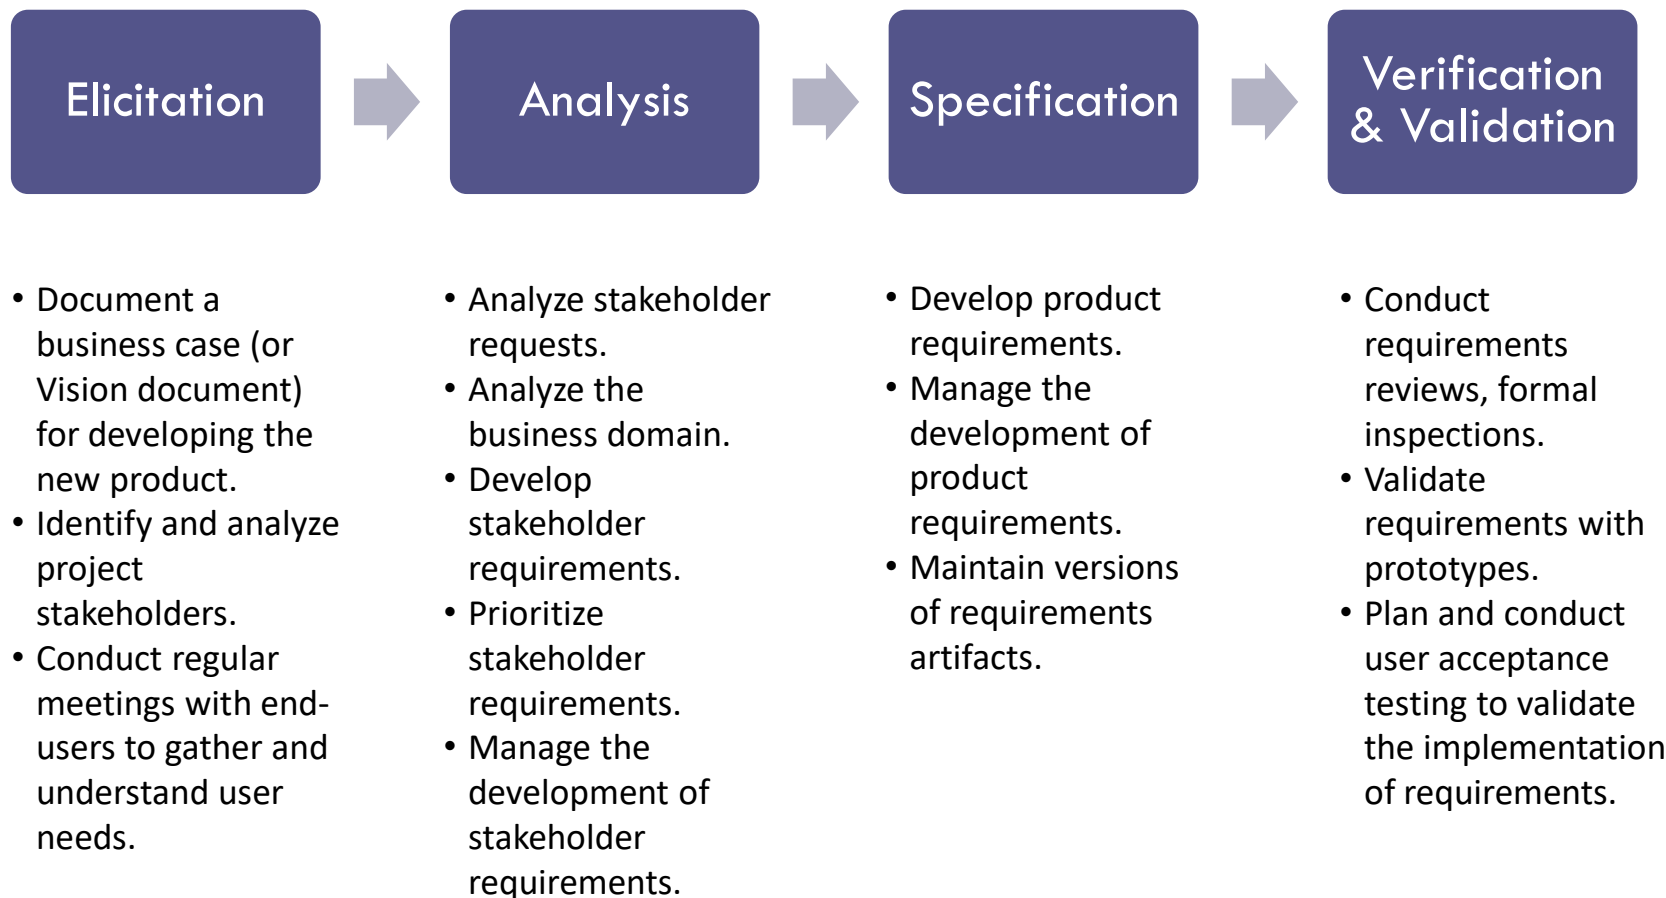 Elicitation
Analysis
Specification
Verification
& Validation
• Document a
business case (or
Vision document)
for developing the
new product.
• Identify and analyze
project
stakeholders.
• Conduct regular
meetings with end-
users to gather and
understand user
needs.
• Analyze stakeholder
requests.
• Analyze the
business domain.
• Develop
stakeholder
requirements.
• Prioritize
stakeholder
requirements.
• Manage the
development of
stakeholder
requirements.
• Develop product
requirements.
• Manage the
development of
product
requirements.
• Maintain versions
of requirements
artifacts.
• Conduct
requirements
reviews, formal
inspections.
• Validate
requirements with
prototypes.
• Plan and conduct
user acceptance
testing to validate
the implementation
of requirements.